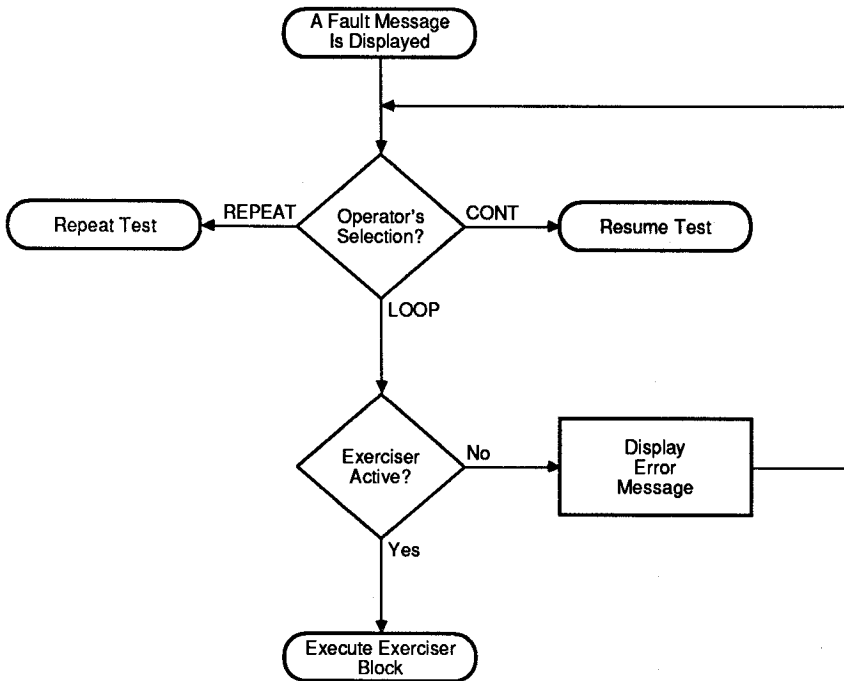 A Fault Message
Is Displayed
REPEAT
Operator's
Selection?
CONT
Repeat Test
Resume Test
LOOP
Exerciser
Active?
No
Display
Error
Message
Yes
Execute Exerciser
Block